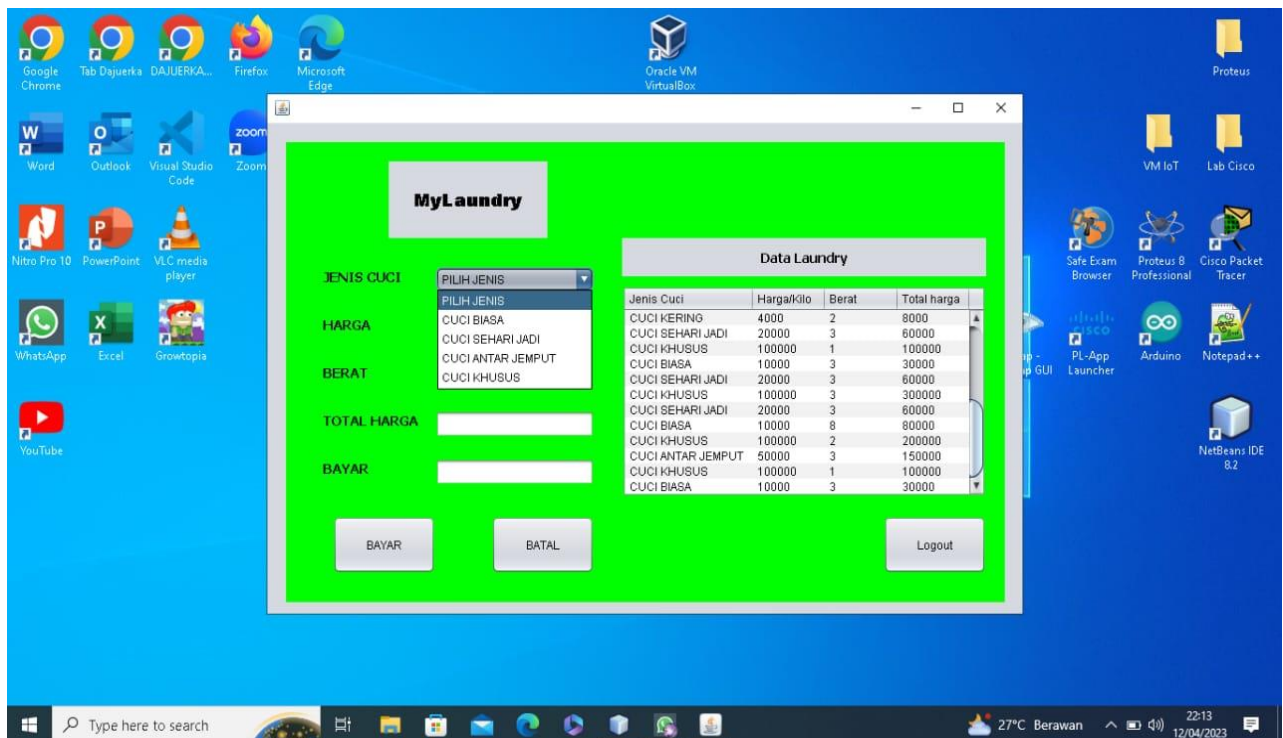 Google Chrome
Tab Dajuerka
DAJUERKA...
Firefox
Microsoft Edge
Oracle VM VirtualBox
Proteus
Word
Outlook
Visual Studio Code
Zoom
VM IoT
Lab Cisco
Nitro Pro 10
PowerPoint
VLC media player
Safe Exam Browser
Proteus 8 Professional
Cisco Packet Tracer
WhatsApp
Excel
Growtopia
PL-App Launcher
Arduino
Notepad++
YouTube
NetBeans IDE 8.2
MyLaundry
JENIS CUCI
PILIH JENIS
PILIH JENIS
CUCI BIASA
CUCI SEHARI JADI
CUCI ANTAR JEMPUT
CUCI KHUSUS
HARGA
BERAT
TOTAL HARGA
BAYAR
BAYAR
BATAL
Data Laundry
Jenis Cuci Harga/Kilo Berat Total harga
CUCI KERING 4000 2 8000
CUCI SEHARI JADI 20000 3 60000
CUCI KHUSUS 100000 1 100000
CUCI BIASA 10000 3 30000
CUCI SEHARI JADI 20000 3 60000
CUCI KHUSUS 100000 3 300000
CUCI SEHARI JADI 20000 3 60000
CUCI BIASA 10000 8 80000
CUCI KHUSUS 100000 2 200000
CUCI ANTAR JEMPUT 50000 3 150000
CUCI KHUSUS 100000 1 100000
CUCI BIASA 10000 3 30000
Logout
Type here to search
27°C Berawan
22:13
12/04/2023